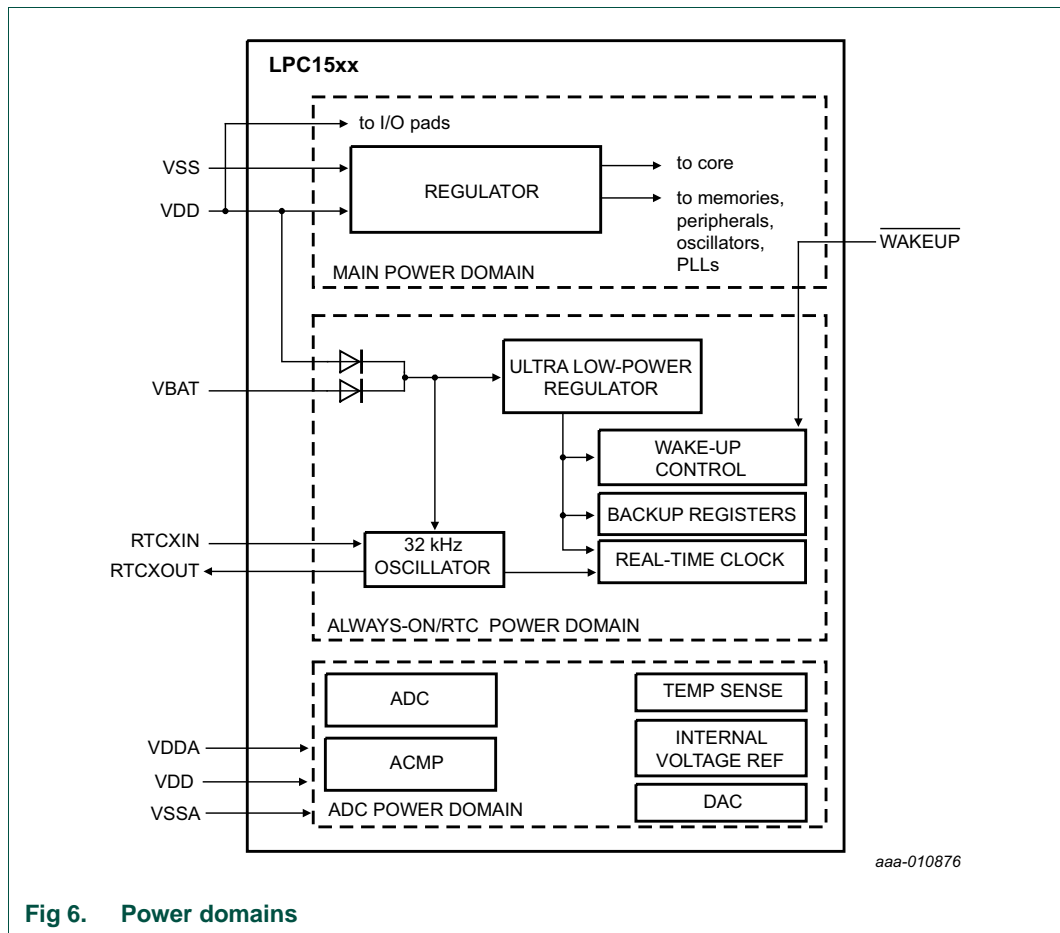 LPC15xx
to I/O pads
VSS
REGULATOR
to core
VDD
to memories,
peripherals,
oscillators,
PLLs
WAKEUP
MAIN POWER DOMAIN
VBAT
ULTRA LOW-POWER
REGULATOR
WAKE-UP
CONTROL
BACKUP REGISTERS
RTCXIN
RTCXOUT
32 kHz
OSCILLATOR
REAL-TIME CLOCK
ALWAYS-ON/RTC POWER DOMAIN
ADC
TEMP SENSE
VDDA
ACMP
INTERNAL
VOLTAGE REF
VDD
VSSA
ADC POWER DOMAIN
DAC
aaa-010876
Fig 6. Power domains